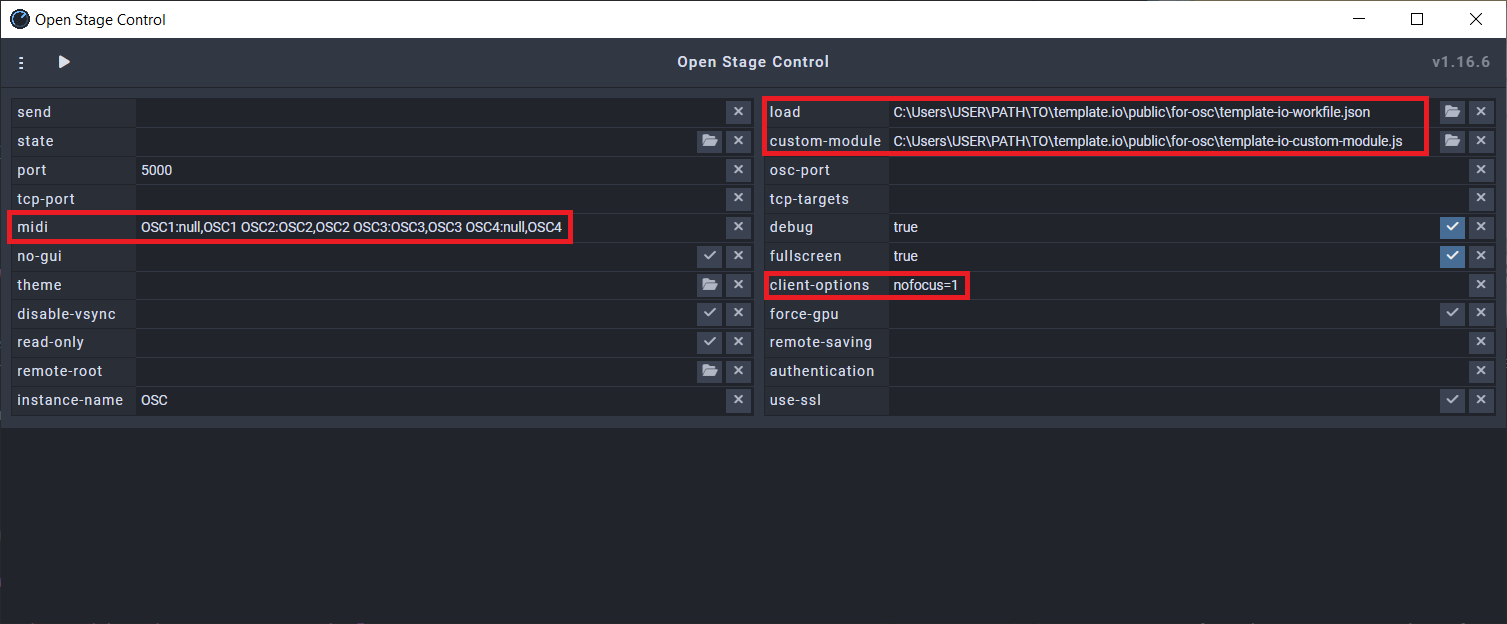 Open Stage Control
Open Stage Control
v1.16.6
send
state
port 5000
tcp-port
midi OSC1:null,OSC1 OSC2:OSC2,OSC2 OSC3:OSC3,OSC3 OSC4:null,OSC4
no-gui
theme
disable-vsync
read-only
remote-root
instance-name OSC
load C:\Users\USER\PATH\TO\template.io\public\for-osc\template-io-workfile.json
custom-module C:\Users\USER\PATH\TO\template.io\public\for-osc\template-io-custom-module.js
osc-port
tcp-targets
debug true
fullscreen true
client-options nofocus=1
force-gpu
remote-saving
authentication
use-ssl